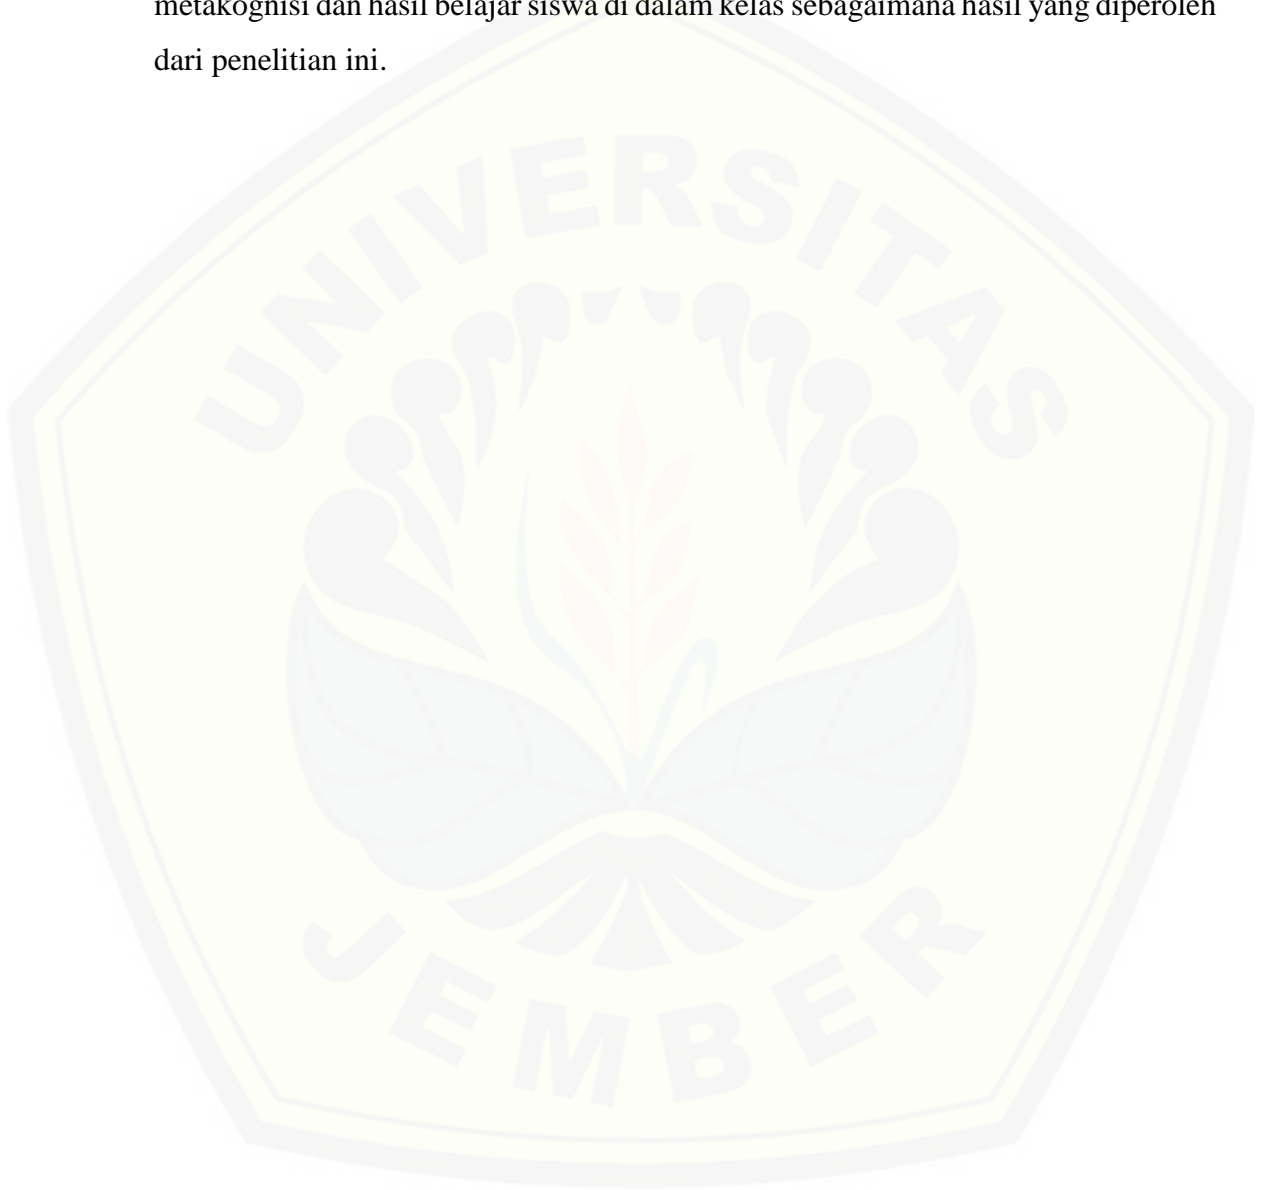 metakognisi dan hasil belajar siswa di dalam kelas sebagaimana hasil yang diperoleh
dari penelitian ini.
UNIVERSITAS
JEMBER